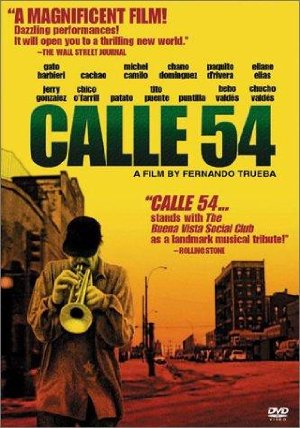 “A MAGNIFICENT FILM!
Dazzling performances!
It will open you to a thrilling new world.”
–THE WALL STREET JOURNAL
gato barbieri cachao michel camilo chano dominguez paquito d'rivera eliane elias
jerry gonzález chico o'farrill patato tito puente puntilla bebo valdés chucho valdés
CALLE 54
A FILM BY FERNANDO TRUEBA
“CALLE 54...
stands with The
Buena Vista Social Club
as a landmark musical tribute!”
–ROLLING STONE
DVD
VIDEO